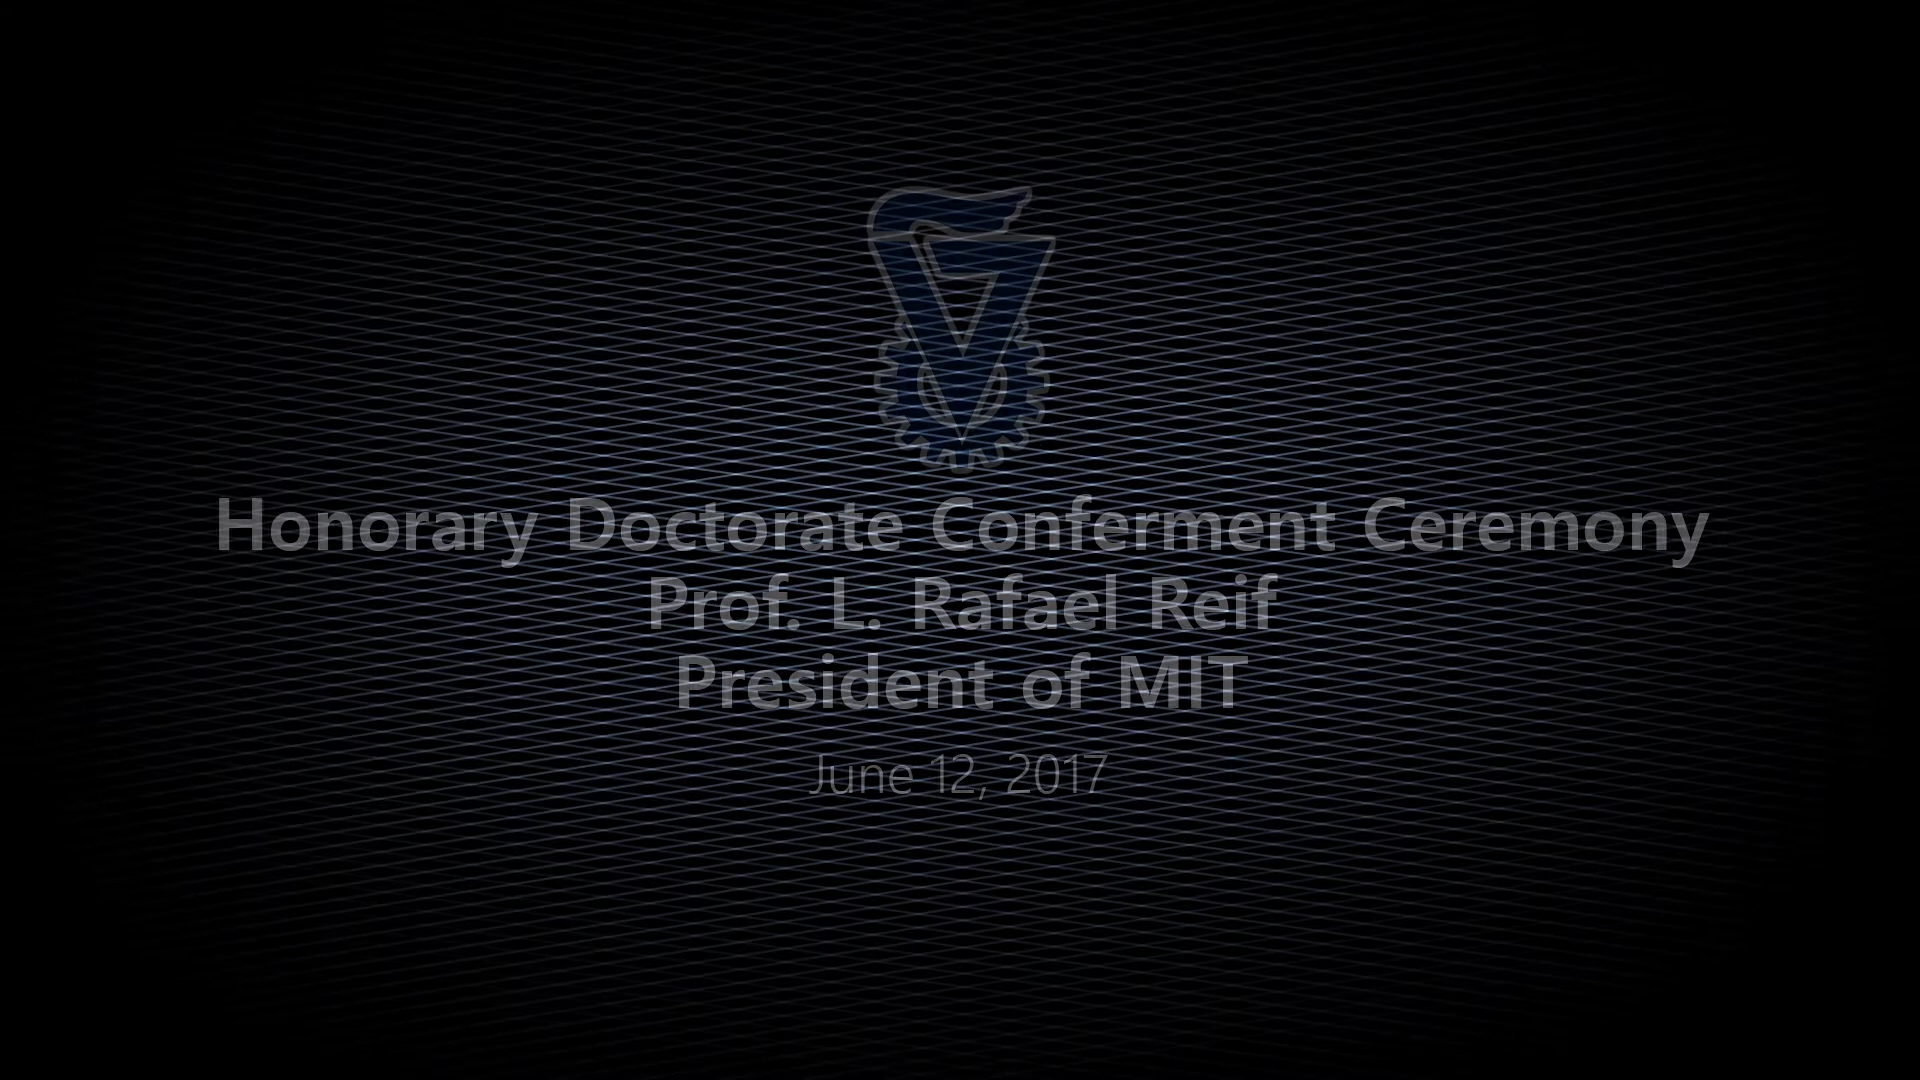 Honorary Doctorate Conferment Ceremony
Prof. L. Rafael Reif
President of MIT
June 12, 2017